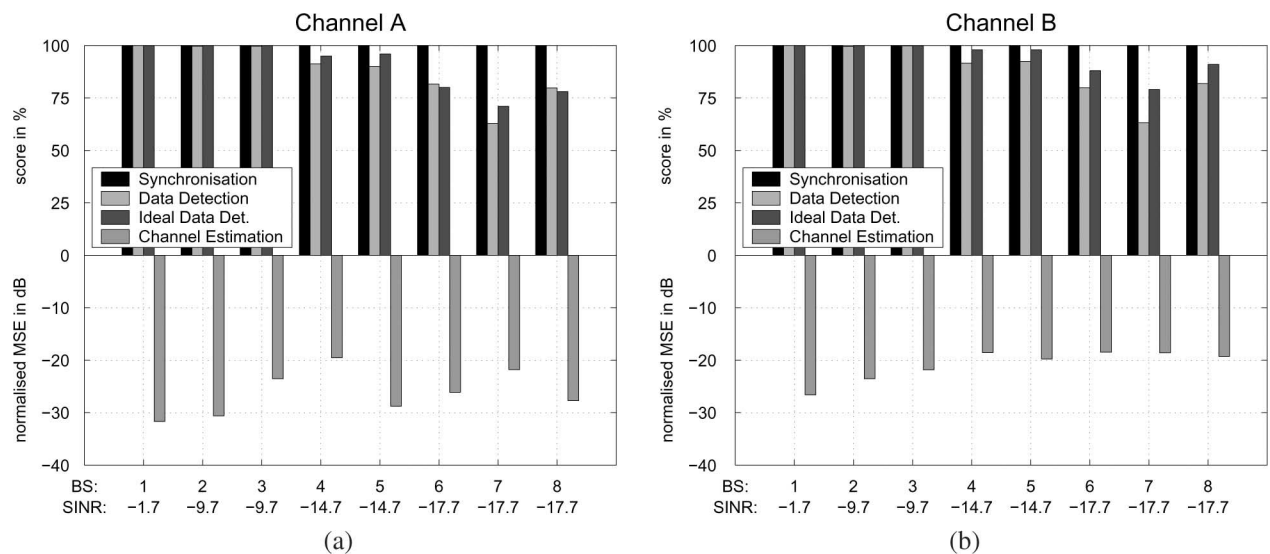 Channel A
100
75
50
25
0
−10
−20
−30
−40
score in %
normalised MSE in dB
Synchronisation
Data Detection
Ideal Data Det.
Channel Estimation
BS: 1 2 3 4 5 6 7 8
SINR: −1.7 −9.7 −9.7 −14.7 −14.7 −17.7 −17.7 −17.7
(a)
Channel B
100
75
50
25
0
−10
−20
−30
−40
score in %
normalised MSE in dB
Synchronisation
Data Detection
Ideal Data Det.
Channel Estimation
BS: 1 2 3 4 5 6 7 8
SINR: −1.7 −9.7 −9.7 −14.7 −14.7 −17.7 −17.7 −17.7
(b)